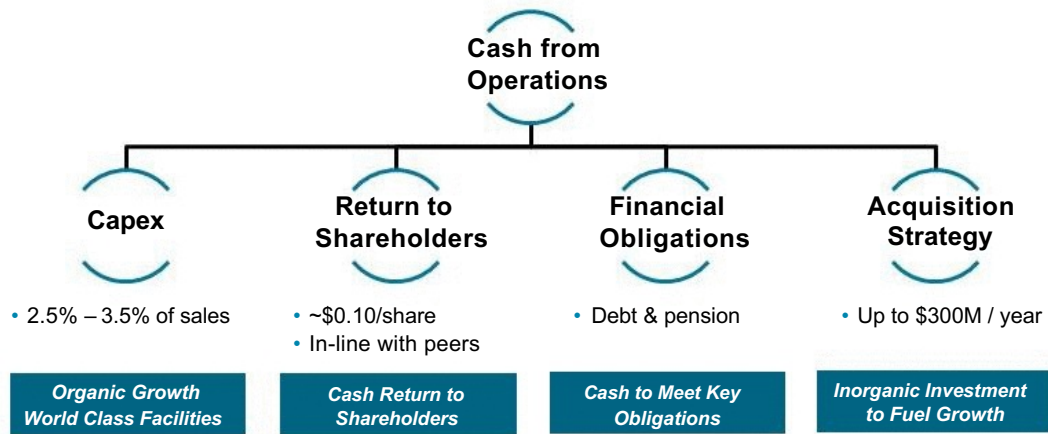 Cash from
Operations
Capex
Return to
Shareholders
Financial
Obligations
Acquisition
Strategy
• 2.5% – 3.5% of sales
• ~$0.10/share
• In-line with peers
• Debt & pension
• Up to $300M / year
Organic Growth
World Class Facilities
Cash Return to
Shareholders
Cash to Meet Key
Obligations
Inorganic Investment
to Fuel Growth